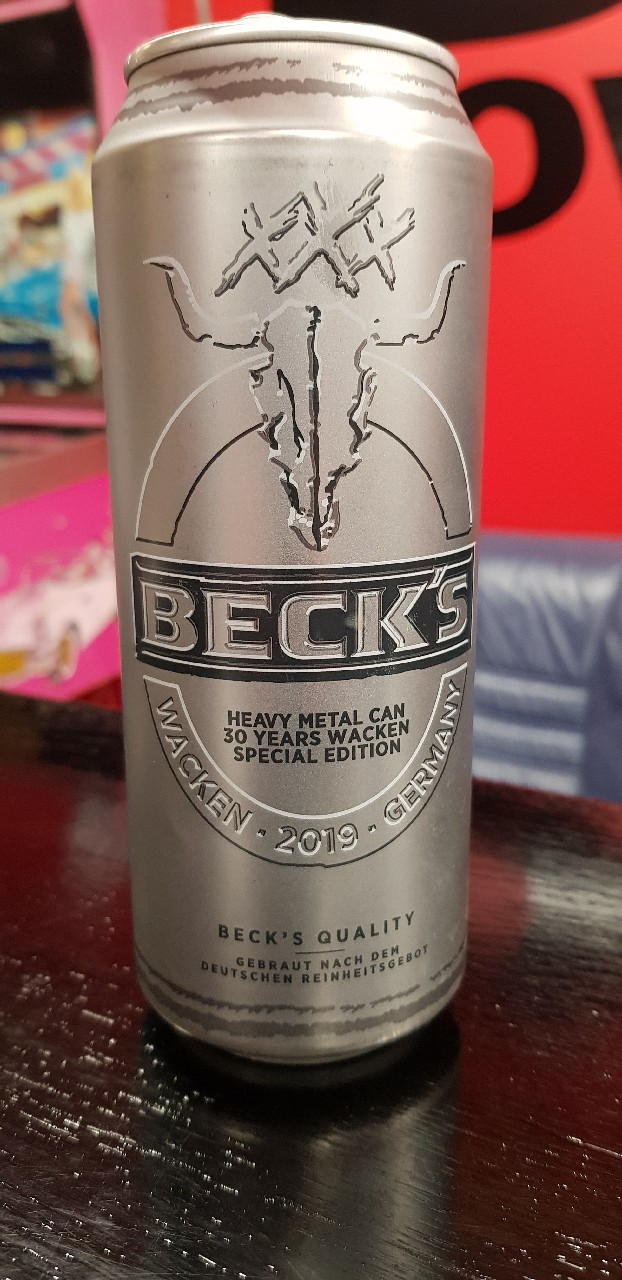 XXX
BECK'S
HEAVY METAL CAN
30 YEARS WACKEN
SPECIAL EDITION
WACKEN · 2019 · GERMANY
BECK'S QUALITY
GEBRAUT NACH DEM
DEUTSCHEN REINHEITSGEBOT